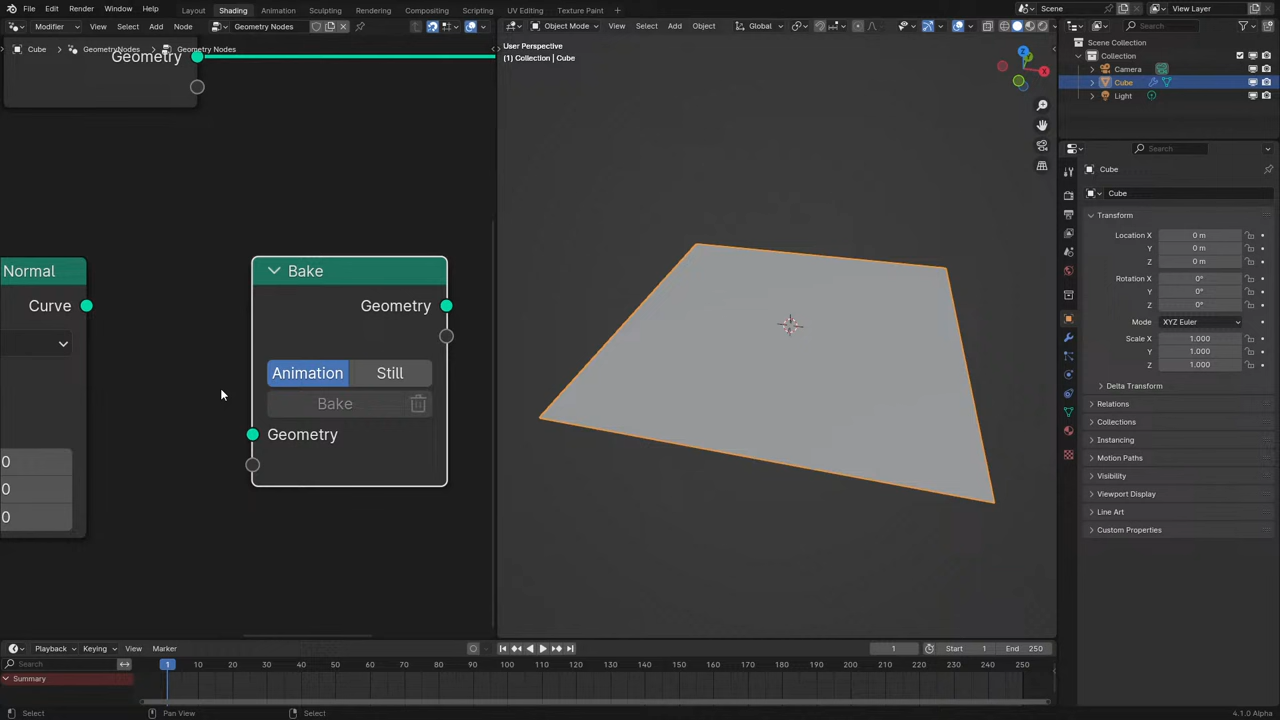 File Edit Render Window Help Layout Shading Animation Sculpting Rendering Compositing Scripting UV Editing Texture Paint + Scene View Layer
Modifier View Select Add Node Geometry Nodes Object Mode View Select Add Object Global Options Search
Cube GeometryNodes Geometry Nodes
Geometry
Normal
Curve
0
0
0
Bake
Geometry
Animation Still
Bake
Geometry
User Perspective
(1) Collection | Cube
Z
X
Scene Collection
Collection
Camera
Cube
Light
Search
Cube
Cube
Transform
Location X 0 m
Y 0 m
Z 0 m
Rotation X 0°
Y 0°
Z 0°
Mode XYZ Euler
Scale X 1.000
Y 1.000
Z 1.000
Delta Transform
Relations
Collections
Instancing
Motion Paths
Visibility
Viewport Display
Line Art
Custom Properties
Playback Keying View Marker 1 Start 1 End 250
Search 1 10 20 30 40 50 60 70 80 90 100 110 120 130 140 150 160 170 180 190 200 210 220 230 240 250
Summary
Select Pan View Select 4.1.0 Alpha